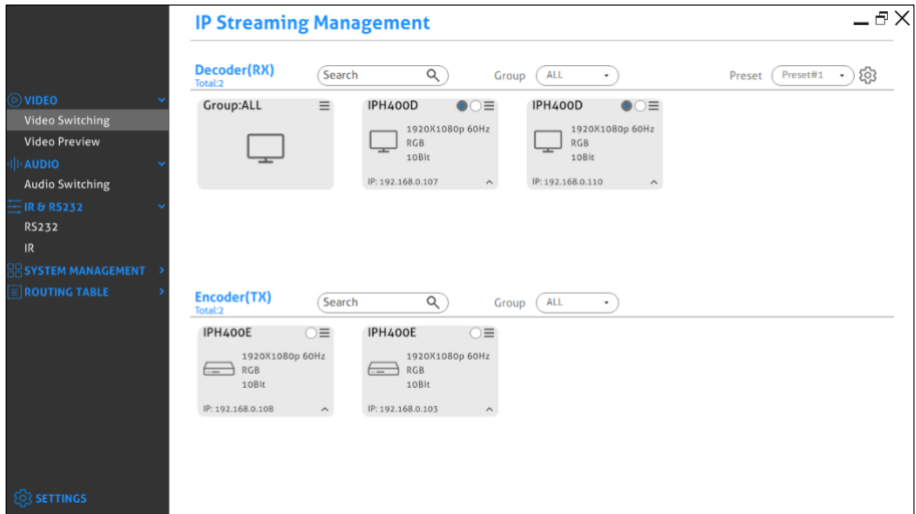 IP Streaming Management
VIDEO
Video Switching
Video Preview
AUDIO
Audio Switching
IR & RS232
RS232
IR
SYSTEM MANAGEMENT
ROUTING TABLE
SETTINGS
Decoder(RX)
Total:2
Search
Group
ALL
Preset
Preset#1
Group:ALL
IPH400D
1920X1080p 60Hz
RGB
10Bit
IP: 192.168.0.107
IPH400D
1920X1080p 60Hz
RGB
10Bit
IP: 192.168.0.110
Encoder(TX)
Total:2
Search
Group
ALL
IPH400E
1920X1080p 60Hz
RGB
10Bit
IP: 192.168.0.108
IPH400E
1920X1080p 60Hz
RGB
10Bit
IP: 192.168.0.103